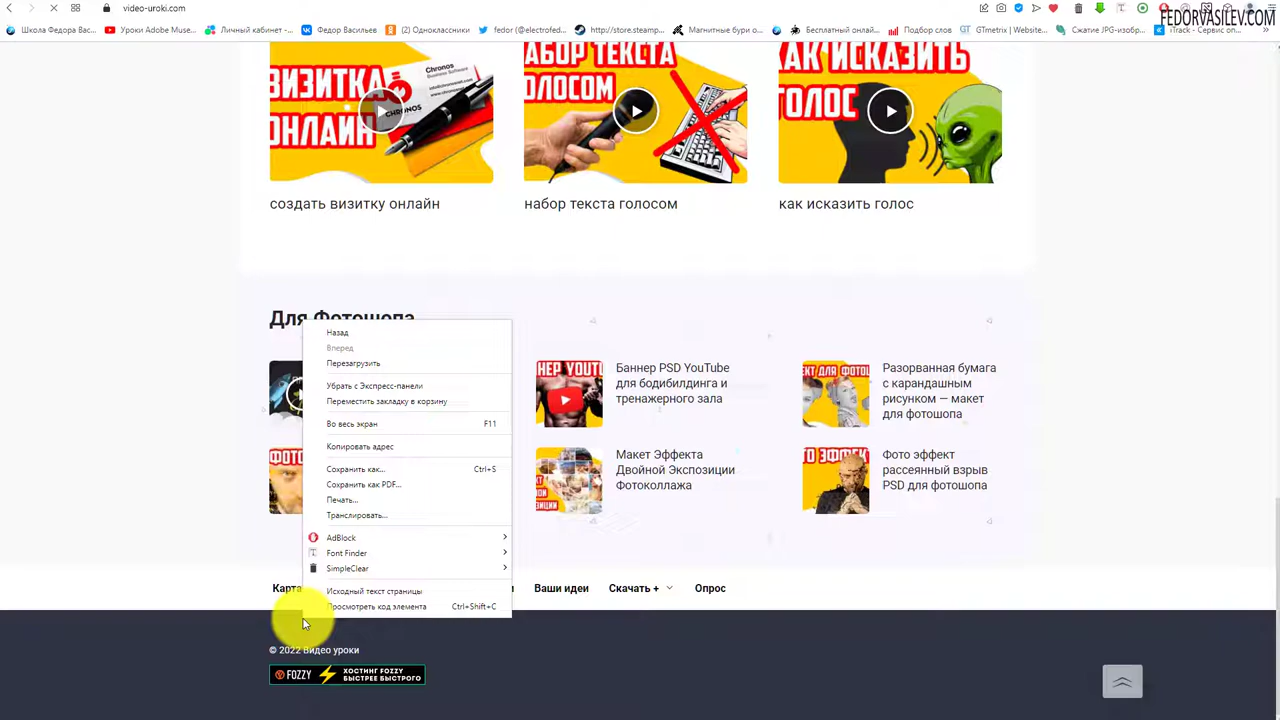 video-uroki.com
FEDORVASILEV.COM
Школа Федора Вас...
Уроки Adobe Muse...
Личный кабинет -...
Федор Васильев
(2) Одноклассники
fedor (@electrofed...
http://store.steamp...
Магнитные бури о...
Бесплатный онлай...
Подбор слов
GTmetrix | Website...
Сжатие JPG-изобр...
iTrack - Сервис оп...
ВИЗИТКА
ОНЛАЙН
Chronos
CHRONOS
НАБОР ТЕКСТА
ГОЛОСОМ
КАК ИСКАЗИТЬ
ГОЛОС
создать визитку онлайн
набор текста голосом
как исказить голос
Для Фотошопа
Назад
Вперед
Перезагрузить
Убрать с Экспресс-панели
Переместить закладку в корзину
Во весь экран F11
Копировать адрес
Сохранить как... Ctrl+S
Сохранить как PDF...
Печать...
Транслировать...
AdBlock
Font Finder
SimpleClear
Исходный текст страницы
Просмотреть код элемента Ctrl+Shift+C
Баннер PSD YouTube
для бодибилдинга и
тренажерного зала
Разорванная бумага
с карандашным
рисунком — макет
для фотошопа
Макет Эффекта
Двойной Экспозиции
Фотоколлажа
Фото эффект
рассеянный взрыв
PSD для фотошопа
Карта
Ваши идеи
Скачать +
Опрос
© 2022 Видео уроки
FOZZY
ХОСТИНГ FOZZY
БЫСТРЕЕ БЫСТРОГО